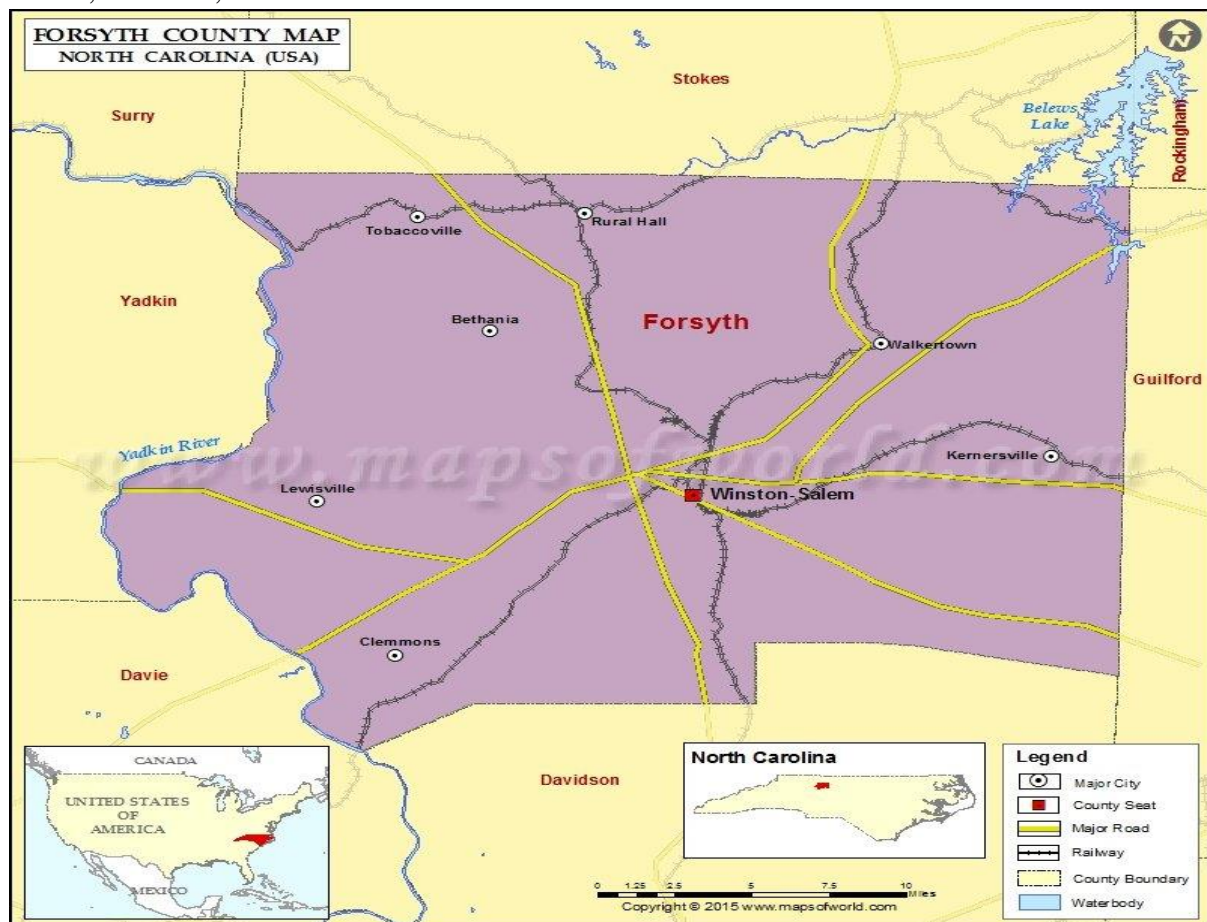 FORSYTH COUNTY MAP
NORTH CAROLINA (USA)
N
Stokes
Surry
Belews
Lake
Rockingham
Tobaccoville
Rural Hall
Yadkin
Bethania
Forsyth
Walkertown
Guilford
Yadkin River
www.mapsofworld.com
Kernersville
Lewisville
Winston-Salem
Clemmons
Davie
Davidson
CANADA
UNITED STATES
OF
AMERICA
MEXICO
North Carolina
Legend
Major City
County Seat
Major Road
Railway
County Boundary
Waterbody
0 1.25 2.5 5 7.5 10
Miles
Copyright © 2015 www.mapsofworld.com